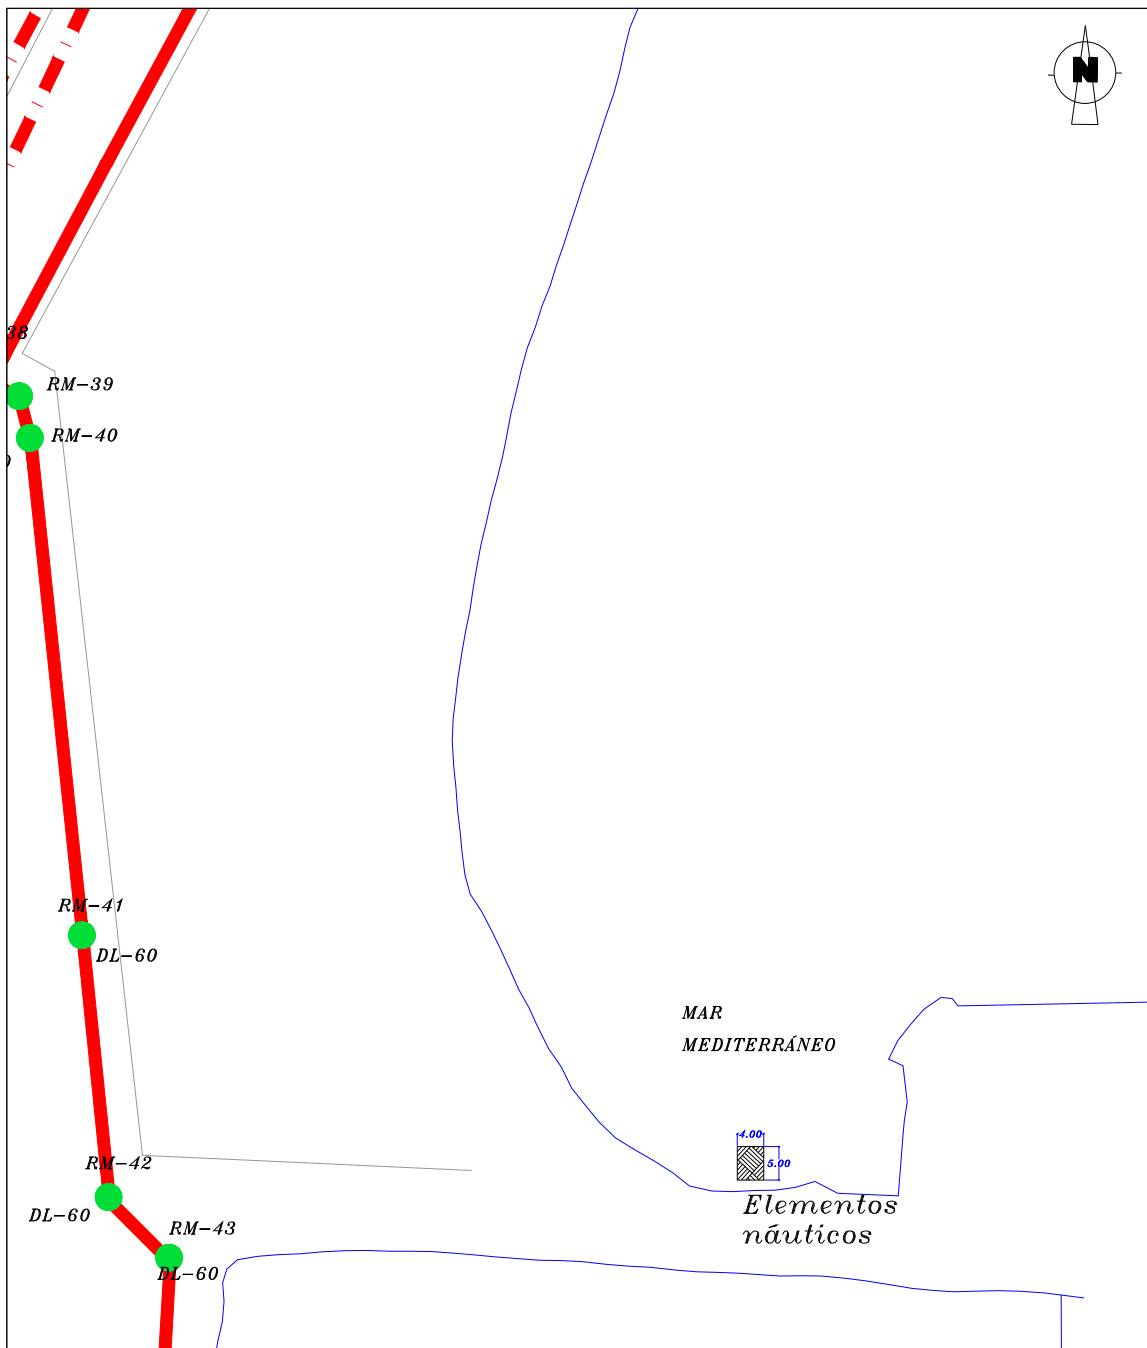 N
38
RM-39
RM-40
RM-41
DL-60
MAR
MEDITERRÁNEO
4.00
5.00
RM-42
DL-60
Elementos
náuticos
RM-43
DL-60